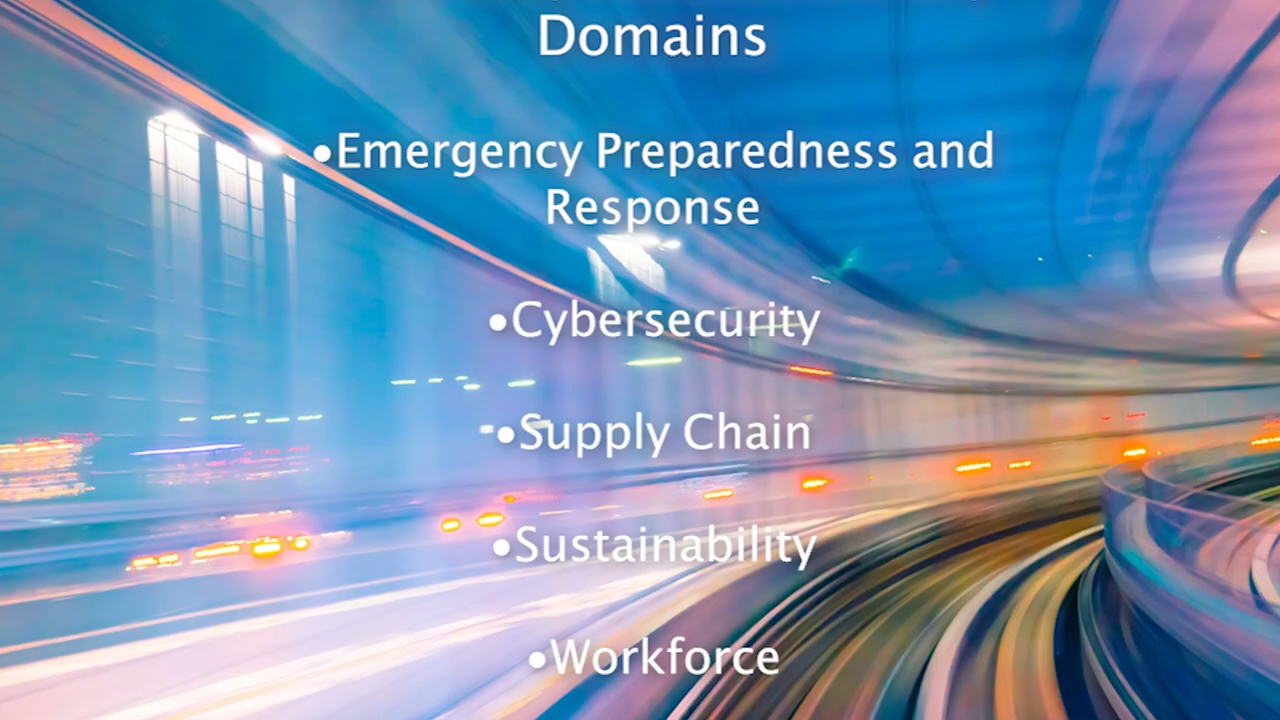 Domains
•Emergency Preparedness and
Response
•Cybersecurity
•Supply Chain
•Sustainability
•Workforce